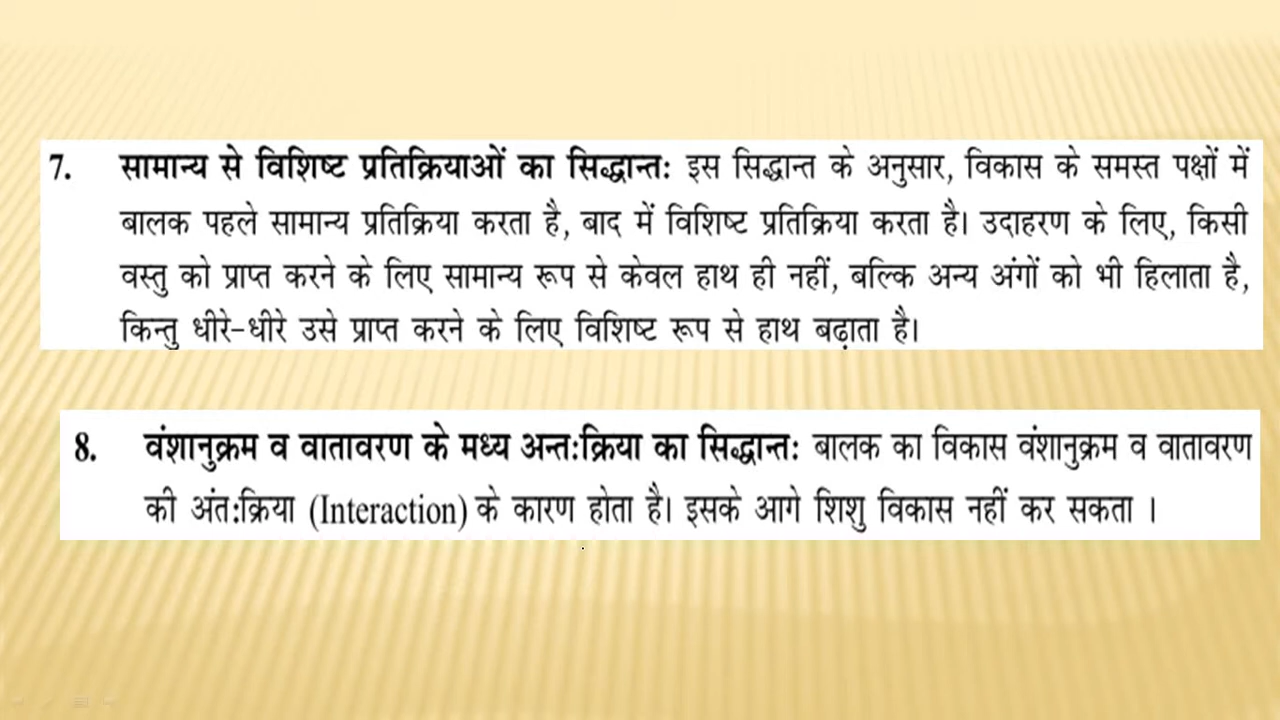 7. सामान्य से विशिष्ट प्रतिक्रियाओं का सिद्धान्तः इस सिद्धान्त के अनुसार, विकास के समस्त पक्षों में
बालक पहले सामान्य प्रतिक्रिया करता है, बाद में विशिष्ट प्रतिक्रिया करता है। उदाहरण के लिए, किसी
वस्तु को प्राप्त करने के लिए सामान्य रूप से केवल हाथ ही नहीं, बल्कि अन्य अंगों को भी हिलाता है,
किन्तु धीरे-धीरे उसे प्राप्त करने के लिए विशिष्ट रूप से हाथ बढ़ाता है।
8. वंशानुक्रम व वातावरण के मध्य अन्तःक्रिया का सिद्धान्तः बालक का विकास वंशानुक्रम व वातावरण
की अंतःक्रिया (Interaction) के कारण होता है। इसके आगे शिशु विकास नहीं कर सकता ।